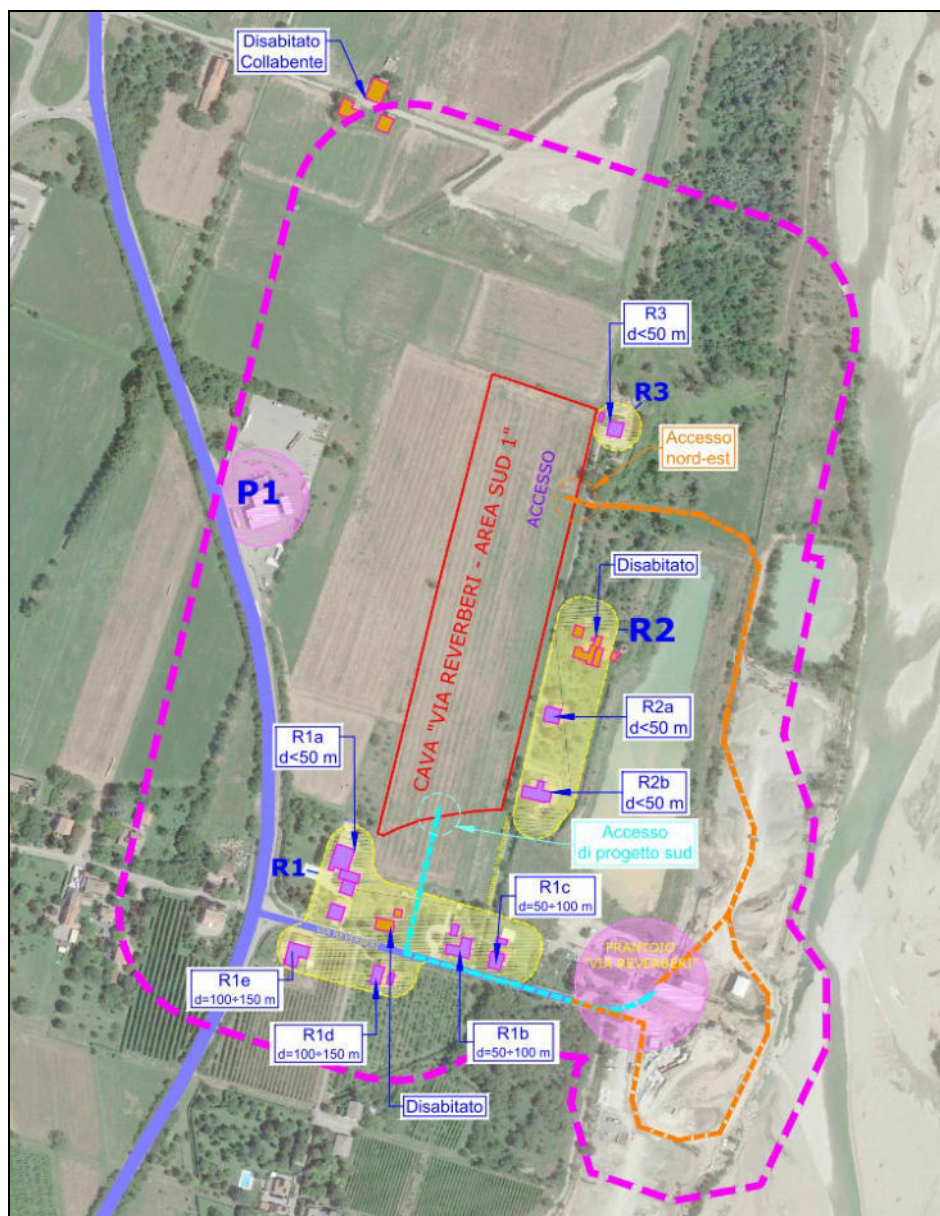 Disabitato
Collabente
R3
d<50 m
R3
Accesso
nord-est
P1
ACCESSO
CAVA "VIA REVERBERI - AREA SUD 1"
Disabitato
R2
R2a
d<50 m
R1a
d<50 m
R2b
d<50 m
Accesso
di progetto sud
R1
R1c
d=50÷100 m
VIA REVERBERI
FRANTOIO
"VIA REVERBERI"
R1e
d=100÷150 m
R1d
d=100÷150 m
R1b
d=50÷100 m
Disabitato